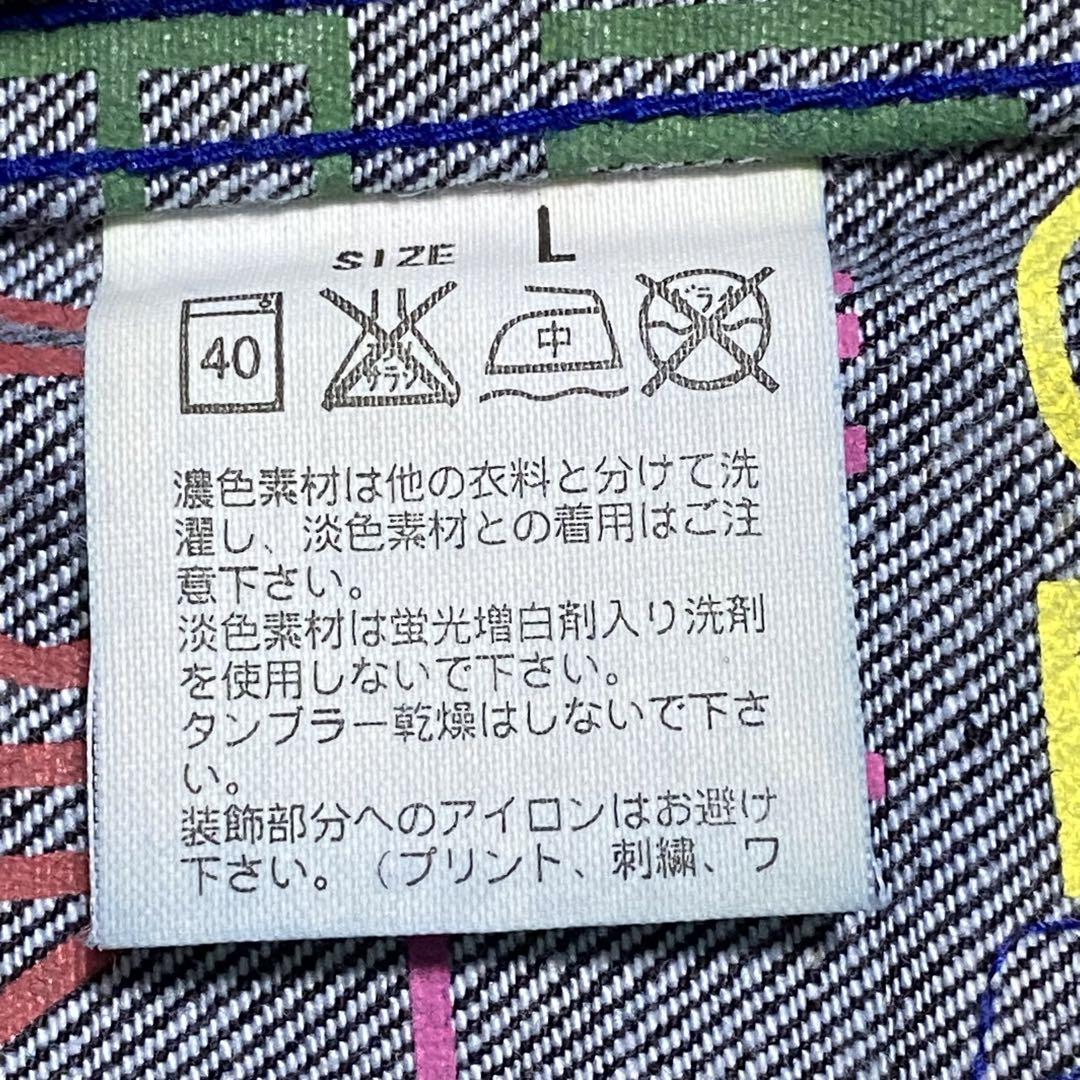 SIZE L
40
中
ドライ
濃色素材は他の衣料と分けて洗
濯し、淡色素材との着用はご注
意下さい。
淡色素材は蛍光増白剤入り洗剤
を使用しないで下さい。
タンブラー乾燥はしないで下さ
い。
装飾部分へのアイロンはお避け
下さい。（プリント、刺繍、ワ